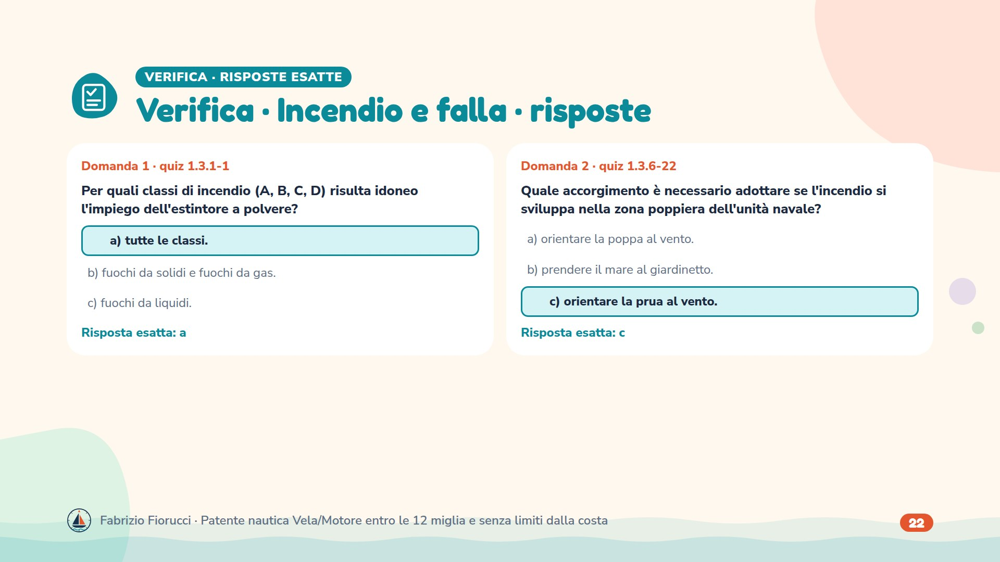 VERIFICA · RISPOSTE ESATTE
Verifica · Incendio e falla · risposte
Domanda 1 · quiz 1.3.1-1
Per quali classi di incendio (A, B, C, D) risulta idoneo
l'impiego dell'estintore a polvere?
a) tutte le classi.
b) fuochi da solidi e fuochi da gas.
c) fuochi da liquidi.
Risposta esatta: a
Domanda 2 · quiz 1.3.6-22
Quale accorgimento è necessario adottare se l'incendio si
sviluppa nella zona poppiera dell'unità navale?
a) orientare la poppa al vento.
b) prendere il mare al giardinetto.
c) orientare la prua al vento.
Risposta esatta: c
Fabrizio Fiorucci · Patente nautica Vela/Motore entro le 12 miglia e senza limiti dalla costa
22